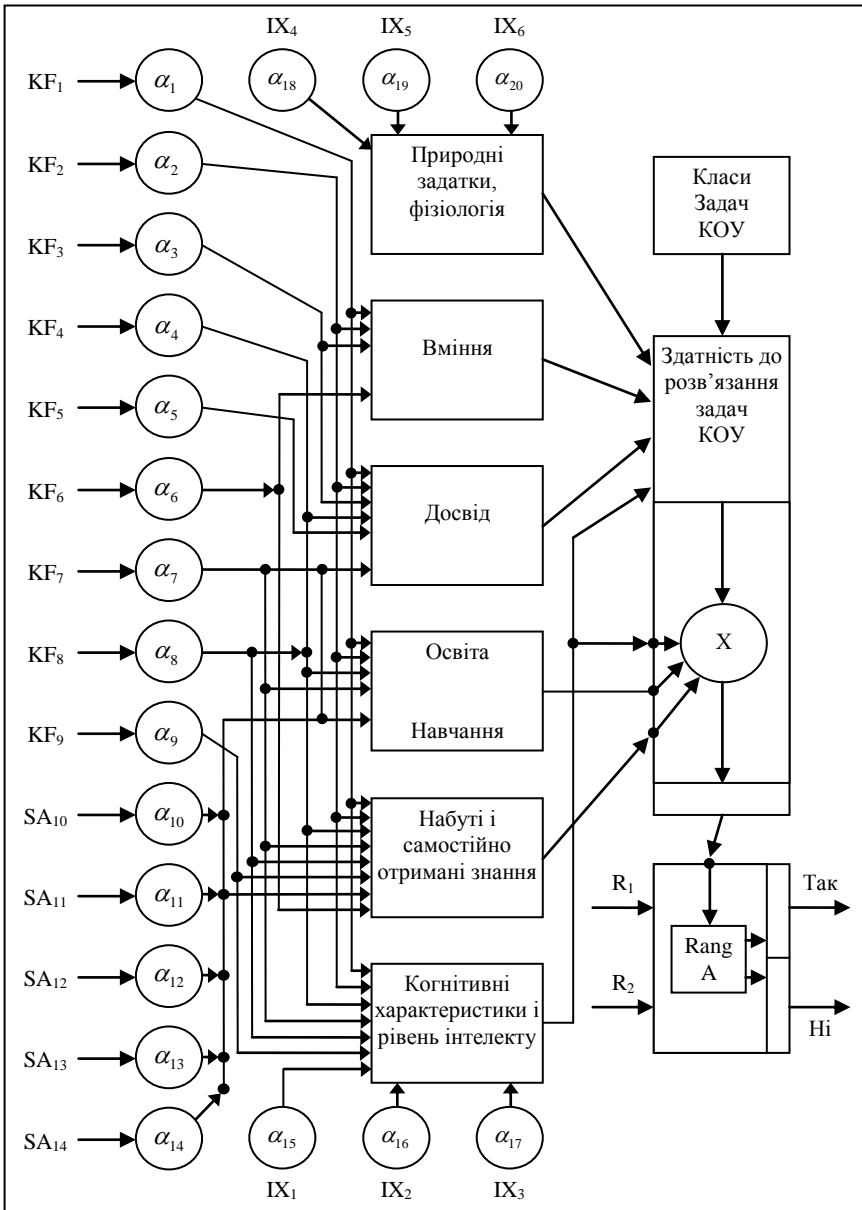 IX₄ IX₅ IX₆
KF₁ α₁ α₁₈ α₁₉ α₂₀
KF₂ α₂
Природні
задатки,
фізіологія
Класи
Задач
КОУ
KF₃ α₃
KF₄ α₄
Вміння
Здатність до
розв’язання
задач
КОУ
KF₅ α₅
KF₆ α₆
Досвід
KF₇ α₇
KF₈ α₈
Освіта
Навчання
X
KF₉ α₉
SA₁₀ α₁₀
Набуті і
самостійно
отримані знання
SA₁₁ α₁₁
R₁ Так
Rang
A
SA₁₂ α₁₂
Когнітивні
характеристики і
рівень інтелекту
R₂ Ні
SA₁₃ α₁₃
SA₁₄ α₁₄ α₁₅ α₁₆ α₁₇
IX₁ IX₂ IX₃